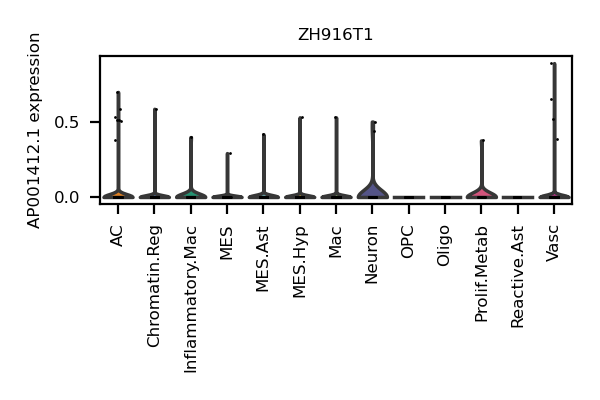 ZH916T1
AP001412.1 expression
0.5
0.0
AC
Chromatin.Reg
Inflammatory.Mac
MES
MES.Ast
MES.Hyp
Mac
Neuron
OPC
Oligo
Prolif.Metab
Reactive.Ast
Vasc